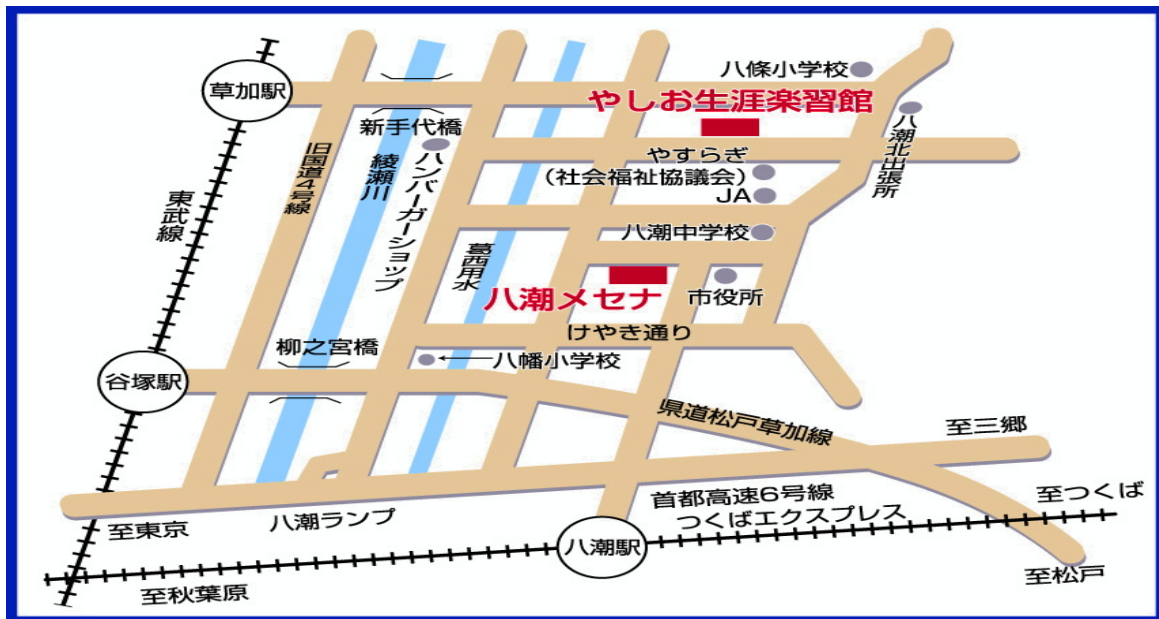 八條小学校
草加駅
やしお生涯楽習館
新手代橋
八潮北出張所
旧国道4号線
綾瀬川
ハンバーガーショップ
やすらぎ
(社会福祉協議会)
JA
東武線
八潮中学校
葛西用水
八潮メセナ
市役所
けやき通り
柳之宮橋
八幡小学校
谷塚駅
県道松戸草加線
至三郷
首都高速6号線
至つくば
つくばエクスプレス
八潮ランプ
至東京
八潮駅
至松戸
至秋葉原